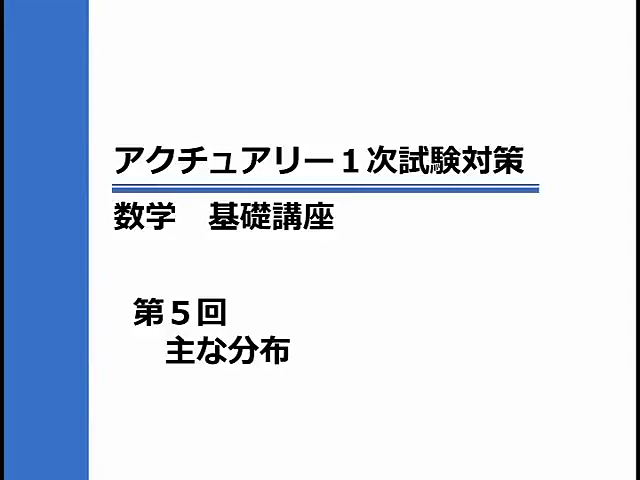 アクチュアリー１次試験対策
数学　基礎講座
第５回
主な分布